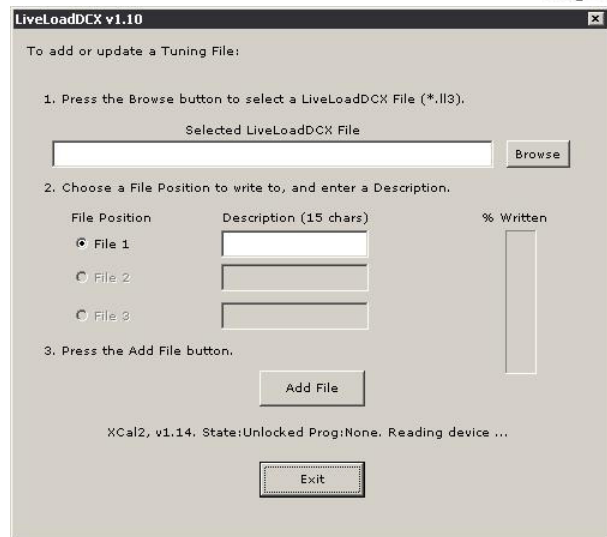 LiveLoadDCX v1.10
To add or update a Tuning File:
1. Press the Browse button to select a LiveLoadDCX File (*.ll3).
Selected LiveLoadDCX File
Browse
2. Choose a File Position to write to, and enter a Description.
File Position Description (15 chars) % Written
File 1
File 2
File 3
3. Press the Add File button.
Add File
XCal2, v1.14. State:Unlocked Prog:None. Reading device ...
Exit